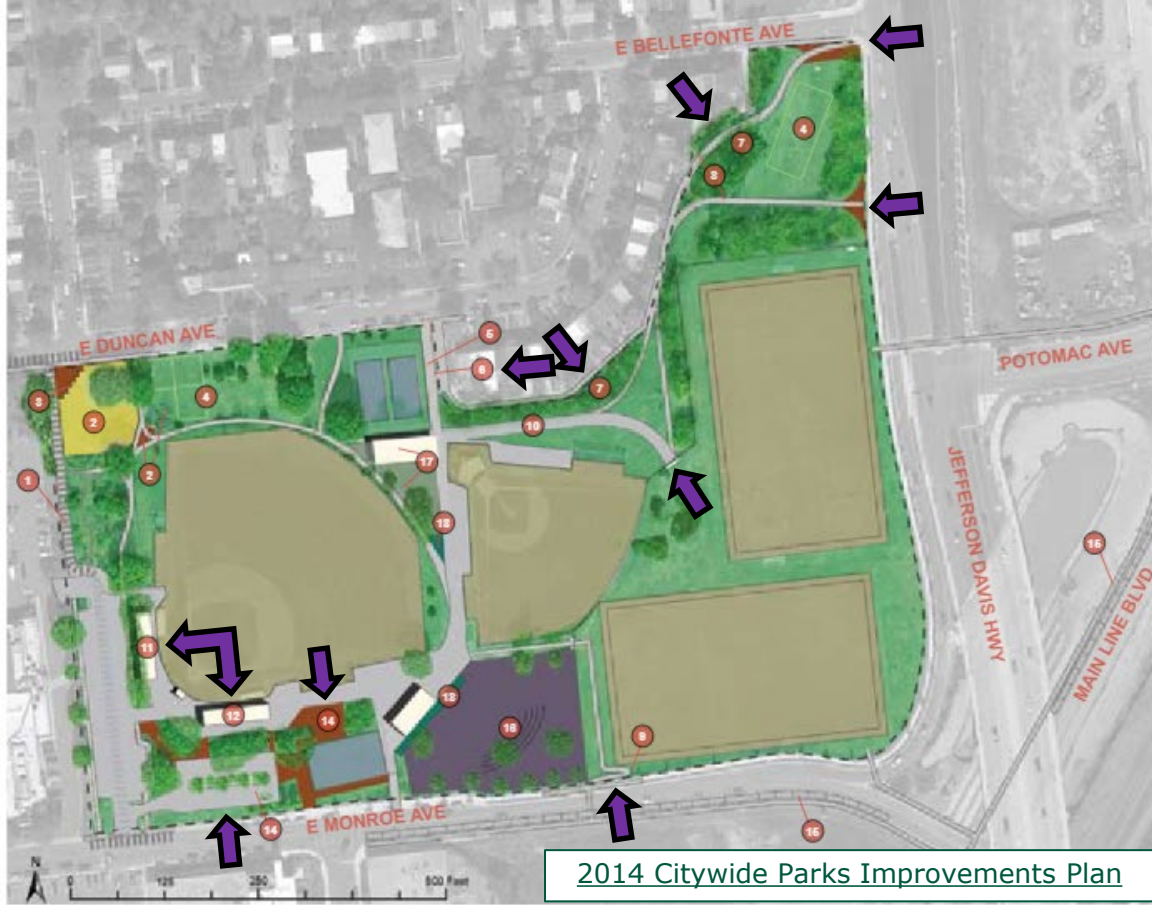 E BELLEFONTE AVE
4
7
8
E DUNCAN AVE
5
6
POTOMAC AVE
3
2
4
7
10
2
17
1
18
JEFFERSON DAVIS HWY
15
MAIN LINE BLVD
11
12
14
13
16
9
E MONROE AVE
14
15
N
0 125 250 500 Feet
2014 Citywide Parks Improvements Plan